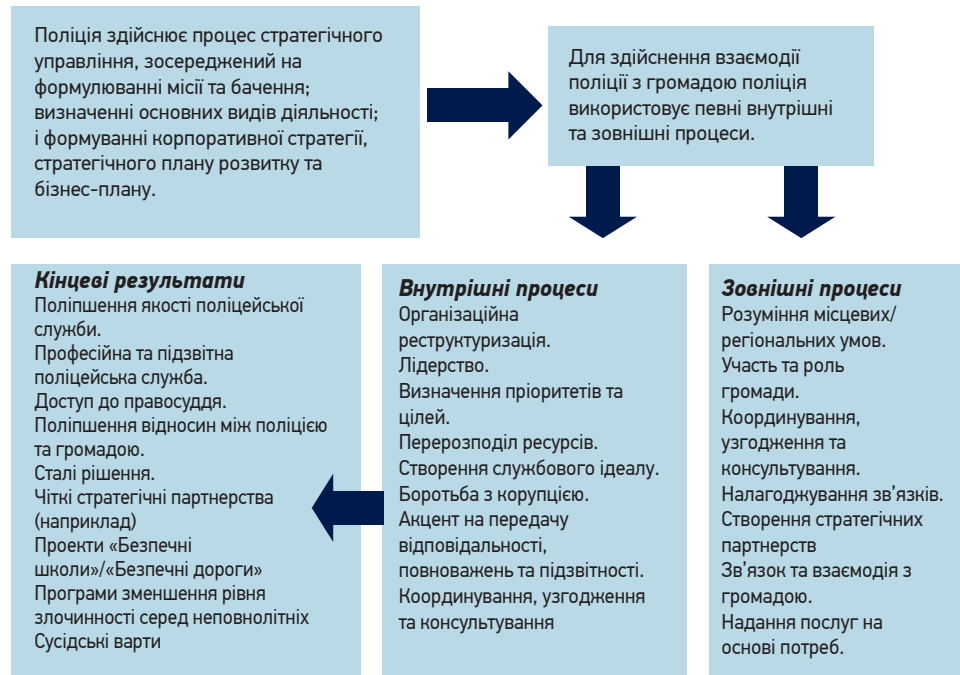 Поліція здійснює процес стратегічного
управління, зосереджений на
формулюванні місії та бачення;
визначенні основних видів діяльності;
і формуванні корпоративної стратегії,
стратегічного плану розвитку та
бізнес-плану.
Для здійснення взаємодії
поліції з громадою поліція
використовує певні внутрішні
та зовнішні процеси.
Кінцеві результати
Поліпшення якості поліцейської
служби.
Професійна та підзвітна
поліцейська служба.
Доступ до правосуддя.
Поліпшення відносин між поліцією
та громадою.
Сталі рішення.
Чіткі стратегічні партнерства
(наприклад)
Проекти «Безпечні
школи»/«Безпечні дороги»
Програми зменшення рівня
злочинності серед неповнолітніх
Сусідські варти
Внутрішні процеси
Організаційна
реструктуризація.
Лідерство.
Визначення пріоритетів та
цілей.
Перерозподіл ресурсів.
Створення службового ідеалу.
Боротьба з корупцією.
Акцент на передачу
відповідальності,
повноважень та підзвітності.
Координування, узгодження
та консультування
Зовнішні процеси
Розуміння місцевих/
регіональних умов.
Участь та роль
громади.
Координування,
узгодження та
консультування.
Налагоджування зв’язків.
Створення стратегічних
партнерств
Зв’язок та взаємодія з
громадою.
Надання послуг на
основі потреб.